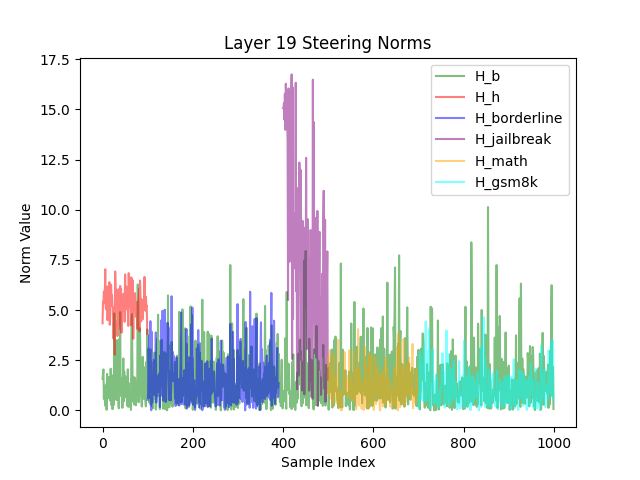 Layer 19 Steering Norms
17.5
15.0
12.5
10.0
7.5
5.0
2.5
0.0
Norm Value
H_b
H_h
H_borderline
H_jailbreak
H_math
H_gsm8k
0 200 400 600 800 1000
Sample Index